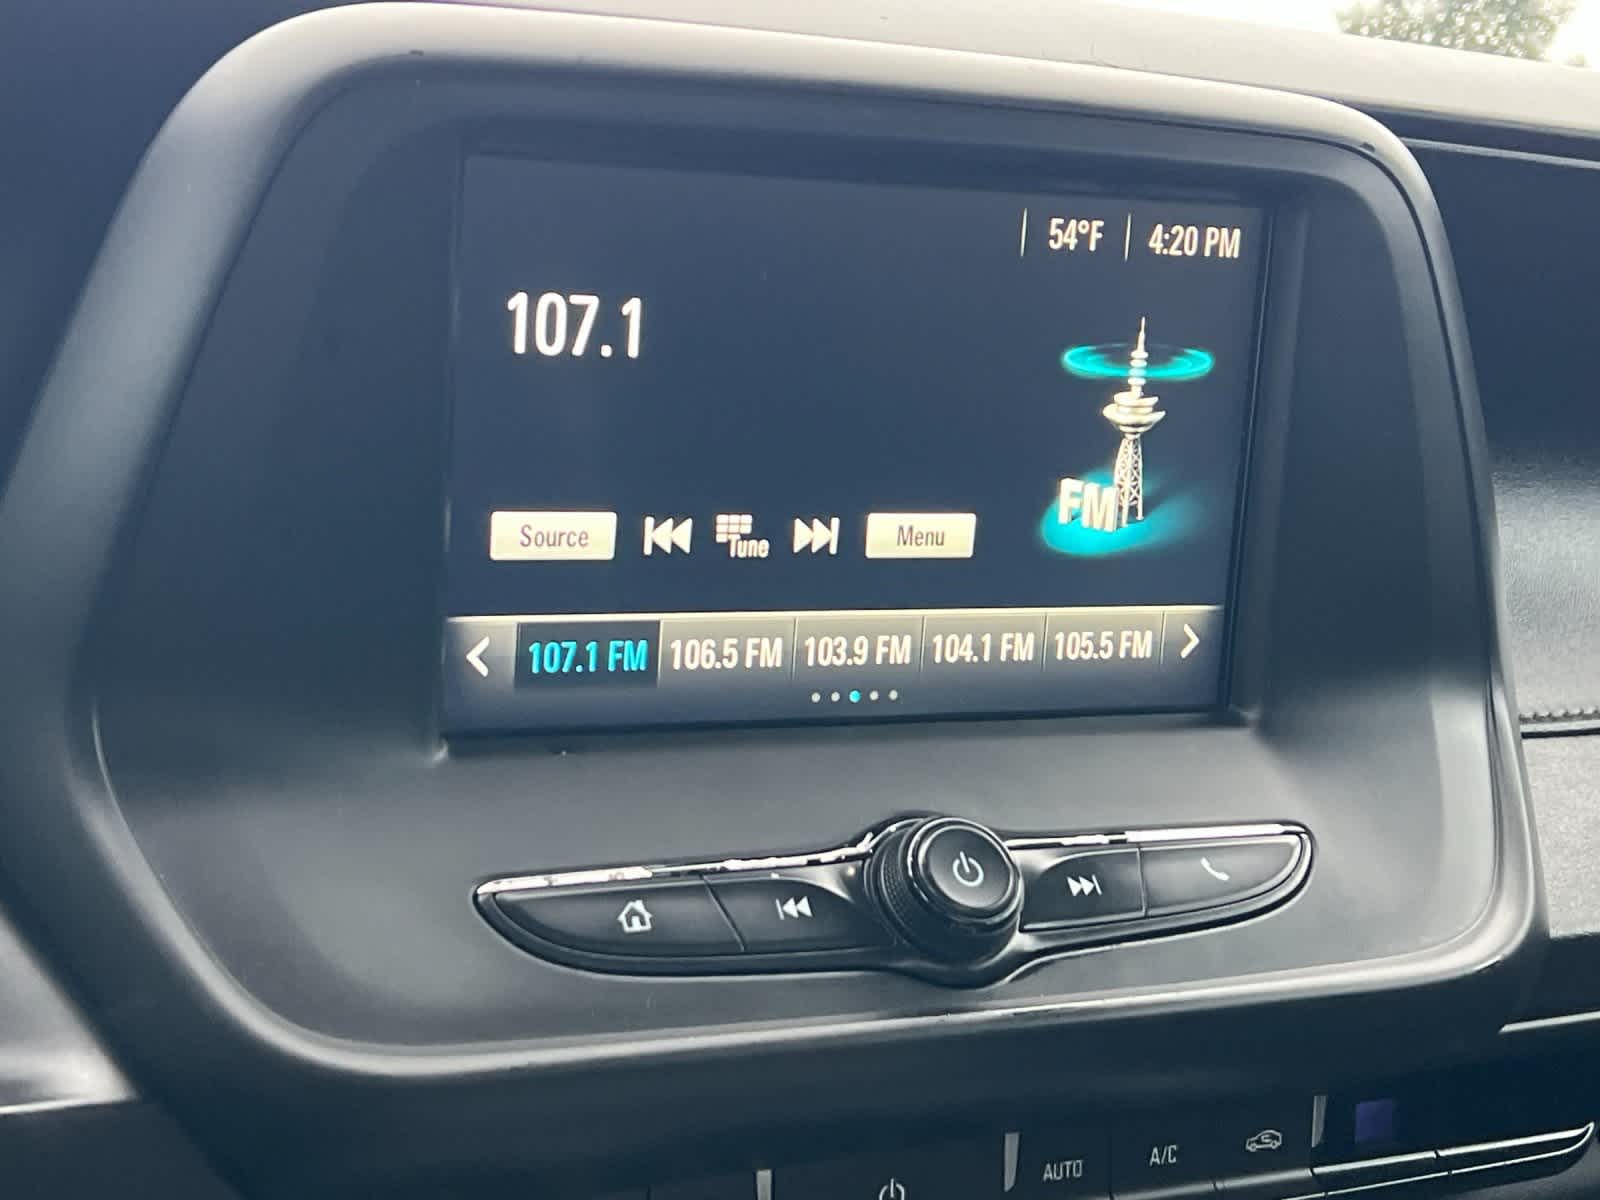 54°F 4:20 PM
107.1
FM
Source Tune Menu
107.1 FM 106.5 FM 103.9 FM 104.1 FM 105.5 FM
AUTO A/C